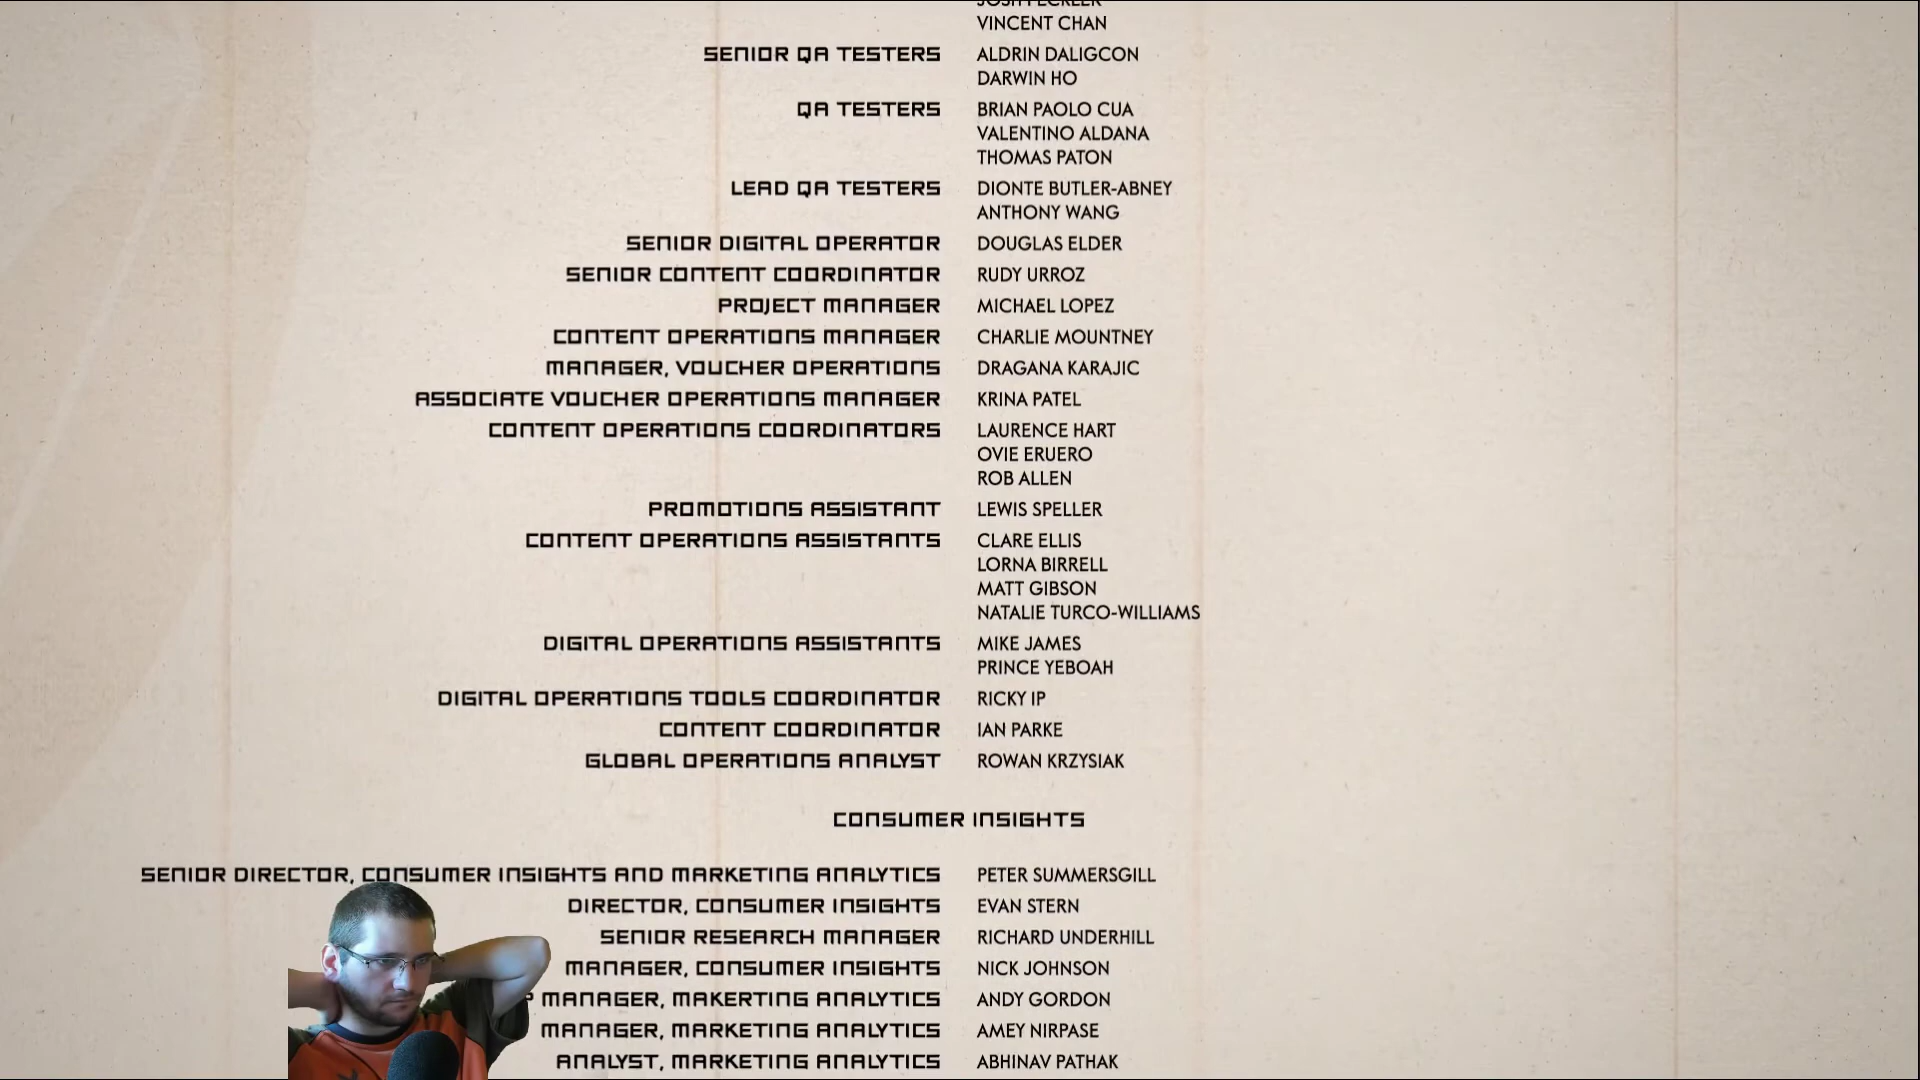 VINCENT CHAN
SENIOR QA TESTERS ALDRIN DALIGCON
DARWIN HO
QA TESTERS BRIAN PAOLO CUA
VALENTINO ALDANA
THOMAS PATON
LEAD QA TESTERS DIONTE BUTLER-ABNEY
ANTHONY WANG
SENIOR DIGITAL OPERATOR DOUGLAS ELDER
SENIOR CONTENT COORDINATOR RUDY URROZ
PROJECT MANAGER MICHAEL LOPEZ
CONTENT OPERATIONS MANAGER CHARLIE MOUNTNEY
MANAGER, VOUCHER OPERATIONS DRAGANA KARAJIC
ASSOCIATE VOUCHER OPERATIONS MANAGER KRINA PATEL
CONTENT OPERATIONS COORDINATORS LAURENCE HART
OVIE ERUERO
ROB ALLEN
PROMOTIONS ASSISTANT LEWIS SPELLER
CONTENT OPERATIONS ASSISTANTS CLARE ELLIS
LORNA BIRRELL
MATT GIBSON
NATALIE TURCO-WILLIAMS
DIGITAL OPERATIONS ASSISTANTS MIKE JAMES
PRINCE YEBOAH
DIGITAL OPERATIONS TOOLS COORDINATOR RICKY IP
CONTENT COORDINATOR IAN PARKE
GLOBAL OPERATIONS ANALYST ROWAN KRZYSIAK
CONSUMER INSIGHTS
SENIOR DIRECTOR, CONSUMER INSIGHTS AND MARKETING ANALYTICS PETER SUMMERSGILL
DIRECTOR, CONSUMER INSIGHTS EVAN STERN
SENIOR RESEARCH MANAGER RICHARD UNDERHILL
MANAGER, CONSUMER INSIGHTS NICK JOHNSON
MANAGER, MAKERTING ANALYTICS ANDY GORDON
MANAGER, MARKETING ANALYTICS AMEY NIRPASE
ANALYST, MARKETING ANALYTICS ABHINAV PATHAK